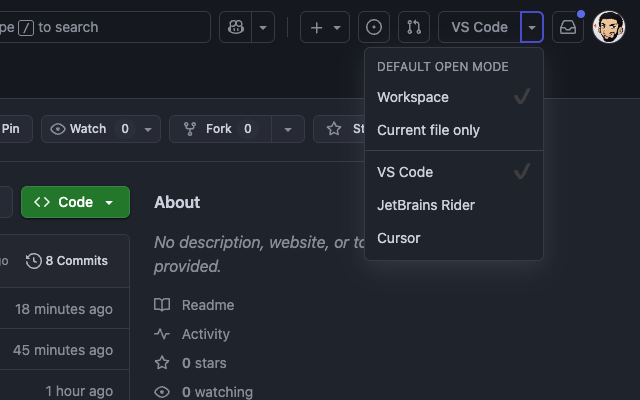 pe / to search
VS Code
DEFAULT OPEN MODE
Workspace
Current file only
VS Code
JetBrains Rider
Cursor
Pin
Watch 0
Fork 0
St
Code
About
No description, website, or to
provided.
go
8 Commits
18 minutes ago
45 minutes ago
1 hour ago
Readme
Activity
0 stars
0 watching